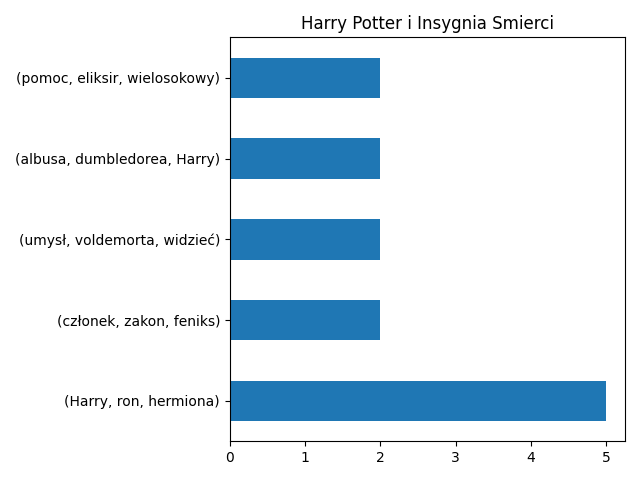 Harry Potter i Insygnia Smierci
(pomoc, eliksir, wielosokowy)
(albusa, dumbledorea, Harry)
(umysł, voldemorta, widzieć)
(członek, zakon, feniks)
(Harry, ron, hermiona)
0 1 2 3 4 5